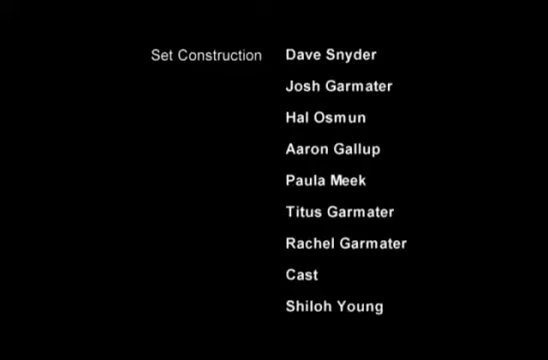 Set Construction Dave Snyder
Josh Garmater
Hal Osmun
Aaron Gallup
Paula Meek
Titus Garmater
Rachel Garmater
Cast
Shiloh Young